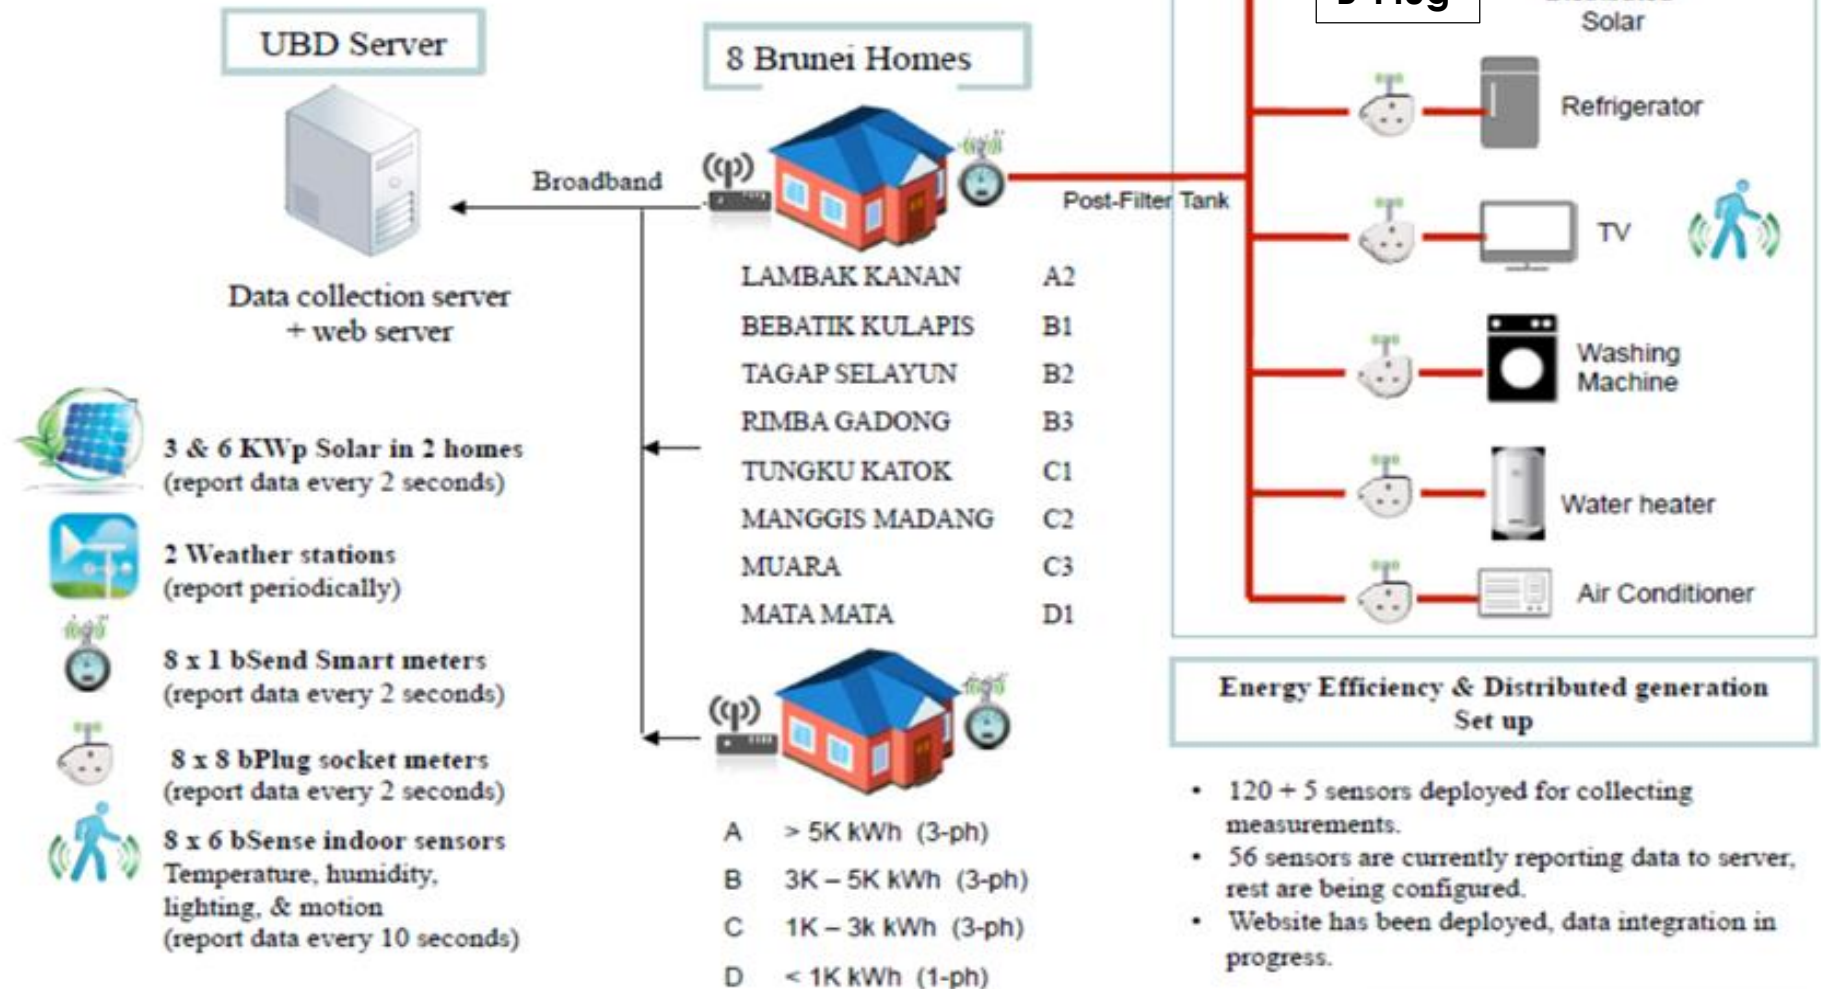 UBD Server
Data collection server
+ web server
Broadband
3 & 6 KWp Solar in 2 homes
(report data every 2 seconds)
2 Weather stations
(report periodically)
8 x 1 bSend Smart meters
(report data every 2 seconds)
8 x 8 bPlug socket meters
(report data every 2 seconds)
8 x 6 bSense indoor sensors
Temperature, humidity,
lighting, & motion
(report data every 10 seconds)
8 Brunei Homes
LAMBAK KANAN A2
BEBATIK KULAPIS B1
TAGAP SELAYUN B2
RIMBA GADONG B3
TUNGKU KATOK C1
MANGGIS MADANG C2
MUARA C3
MATA MATA D1
A > 5K kWh (3-ph)
B 3K – 5K kWh (3-ph)
C 1K – 3k kWh (3-ph)
D < 1K kWh (1-ph)
Post-Filter Tank
Solar
Refrigerator
TV
Washing
Machine
Water heater
Air Conditioner
Energy Efficiency & Distributed generation
Set up
• 120 + 5 sensors deployed for collecting
measurements.
• 56 sensors are currently reporting data to server,
rest are being configured.
• Website has been deployed, data integration in
progress.